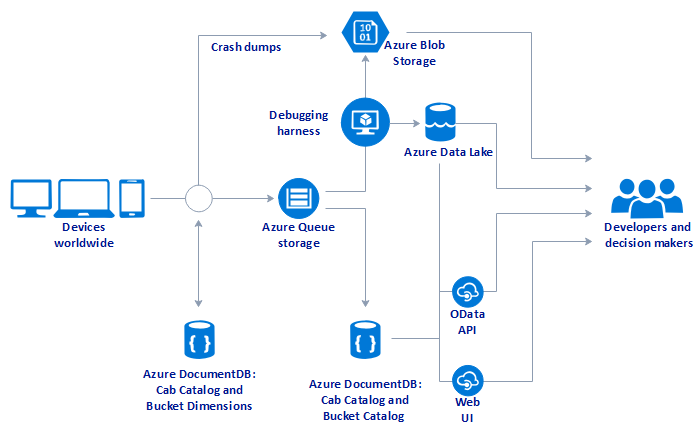 Crash dumps
10
01
Azure Blob
Storage
Debugging
harness
Azure Data Lake
Devices
worldwide
Azure Queue
storage
Developers and
decision makers
OData
API
{ }
Azure DocumentDB:
Cab Catalog and
Bucket Dimensions
{ }
Azure DocumentDB:
Cab Catalog and
Bucket Catalog
Web
UI